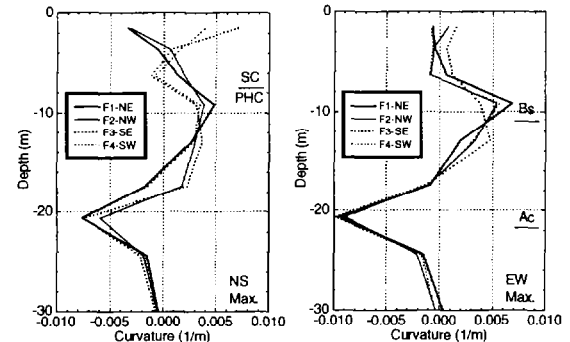 0
-10
-20
-30
Depth (m)
F1-NE
F2-NW
F3-SE
F4-SW
SC
PHC
NS
Max.
-0.010 -0.005 0.000 0.005 0.010
Curvature (1/m)
0
-10
-20
-30
Depth (m)
F1-NE
F2-NW
F3-SE
F4-SW
Bs
Ac
EW
Max.
-0.010 -0.005 0.000 0.005 0.010
Curvature (1/m)